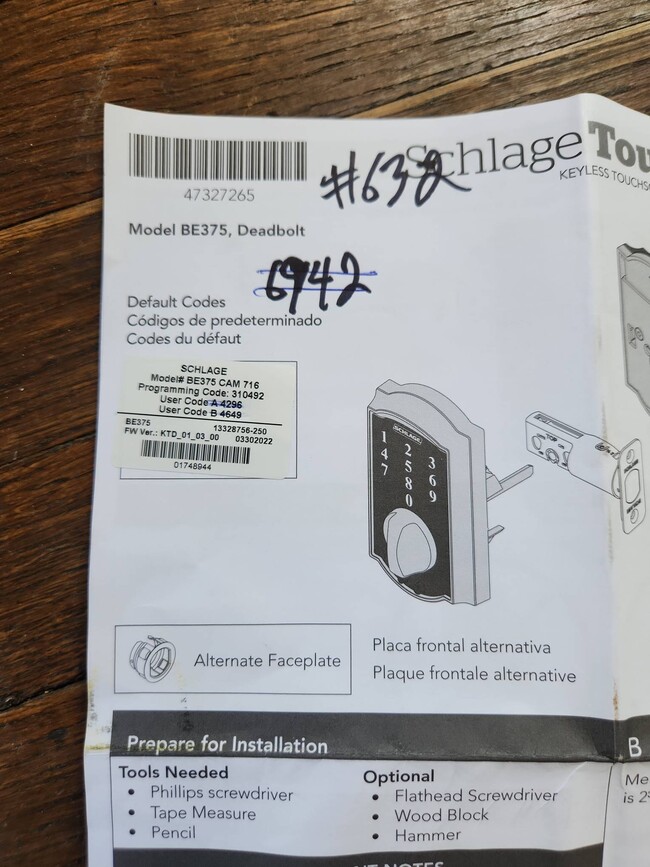 47327265
#632
Schlage Tou
KEYLESS TOUCHS
Model BE375, Deadbolt
6942
Default Codes
Códigos de predeterminado
Codes du défaut
SCHLAGE
Model# BE375 CAM 716
Programming Code: 310492
User Code A 4296
User Code B 4649
BE375 13328756-250
FW Ver.: KTD_01_03_00 03302022
D1748944
SCHLAGE
1 2 3
4 5 6
7 8 9
0
TOP
Alternate Faceplate
Placa frontal alternativa
Plaque frontale alternative
Prepare for Installation
B
Tools Needed
• Phillips screwdriver
• Tape Measure
• Pencil
Optional
• Flathead Screwdriver
• Wood Block
• Hammer
Me
is 2
NT NOTES